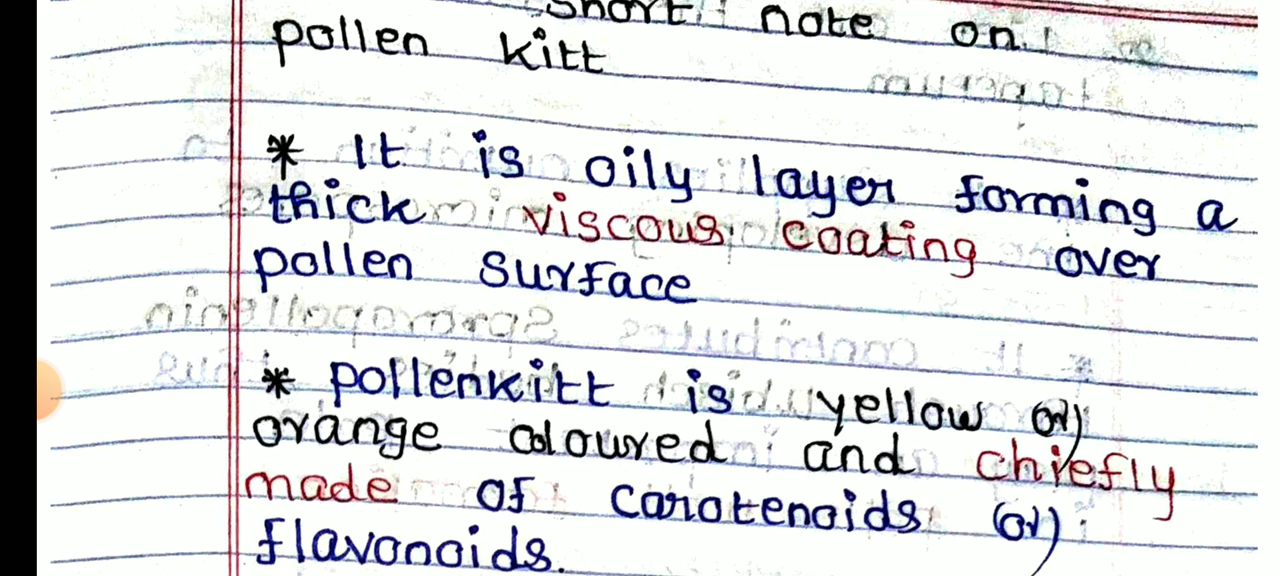 Short note on
pollen kitt
* It is oily layer forming a
thick viscous coating over
pollen surface
* pollenkitt is yellow (or)
orange coloured and chiefly
made of carotenoids (or)
flavonoids.